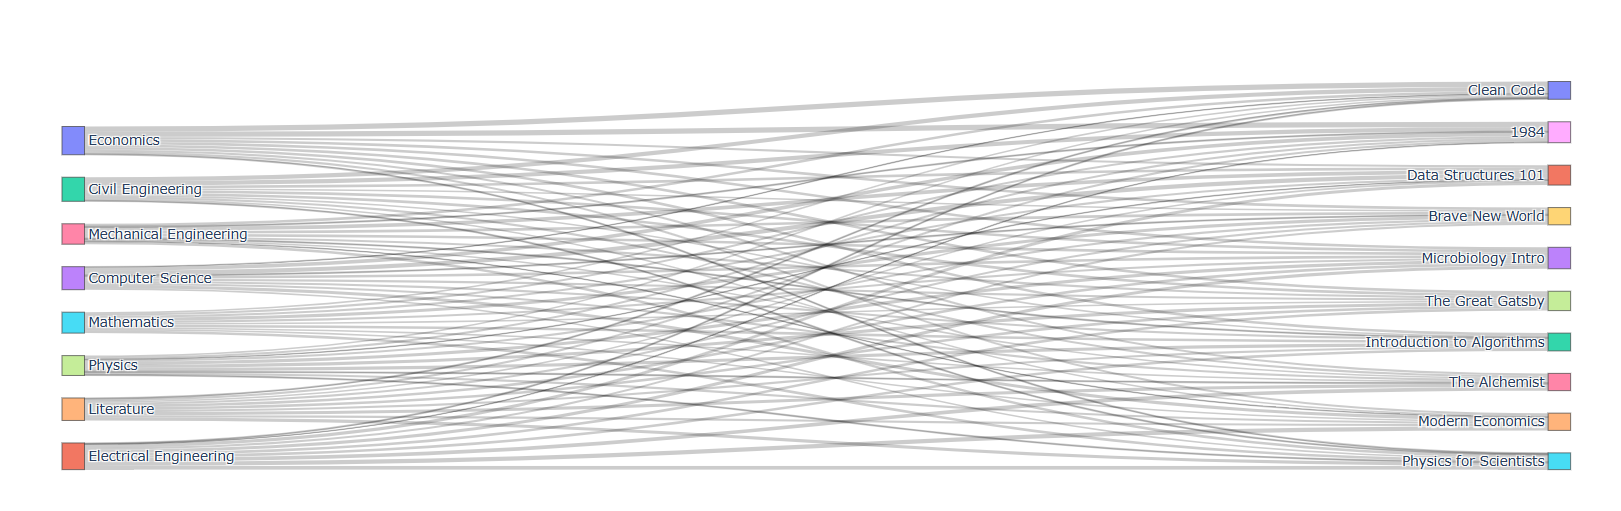 Economics
Civil Engineering
Mechanical Engineering
Computer Science
Mathematics
Physics
Literature
Electrical Engineering
Clean Code
1984
Data Structures 101
Brave New World
Microbiology Intro
The Great Gatsby
Introduction to Algorithms
The Alchemist
Modern Economics
Physics for Scientists